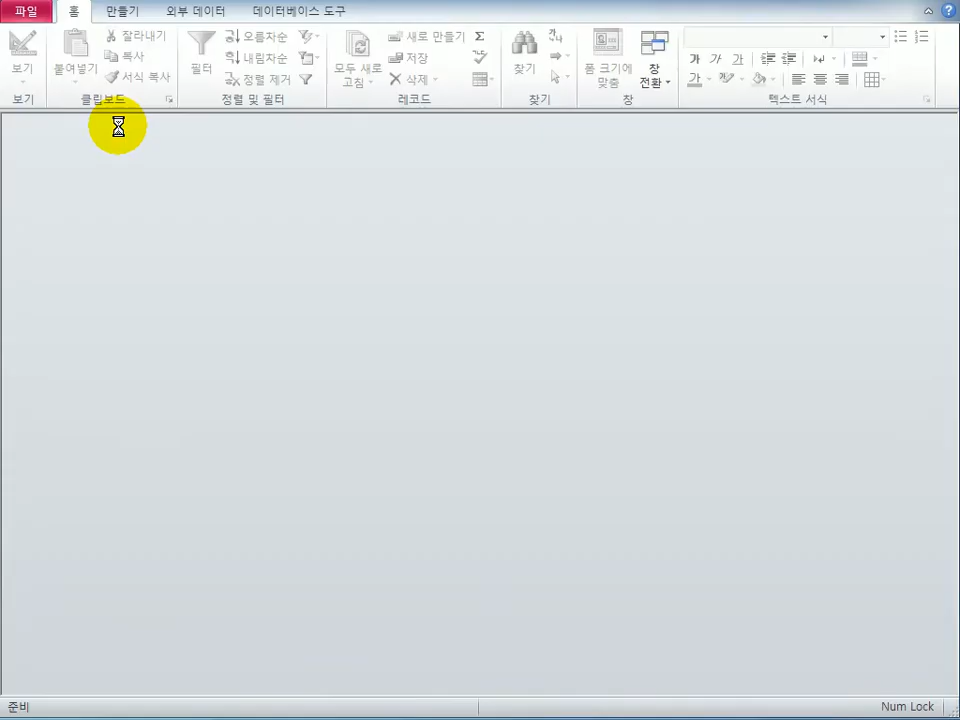 파일 홈 만들기 외부 데이터 데이터베이스 도구
보기
보기
붙여넣기
잘라내기
복사
서식 복사
클립보드
필터
오름차순
내림차순
정렬 제거
정렬 및 필터
모두 새로
고침
새로 만들기
저장
삭제
레코드
찾기
찾기
폼 크기에
맞춤
창
전환
창
가 가 가
가
텍스트 서식
준비
Num Lock